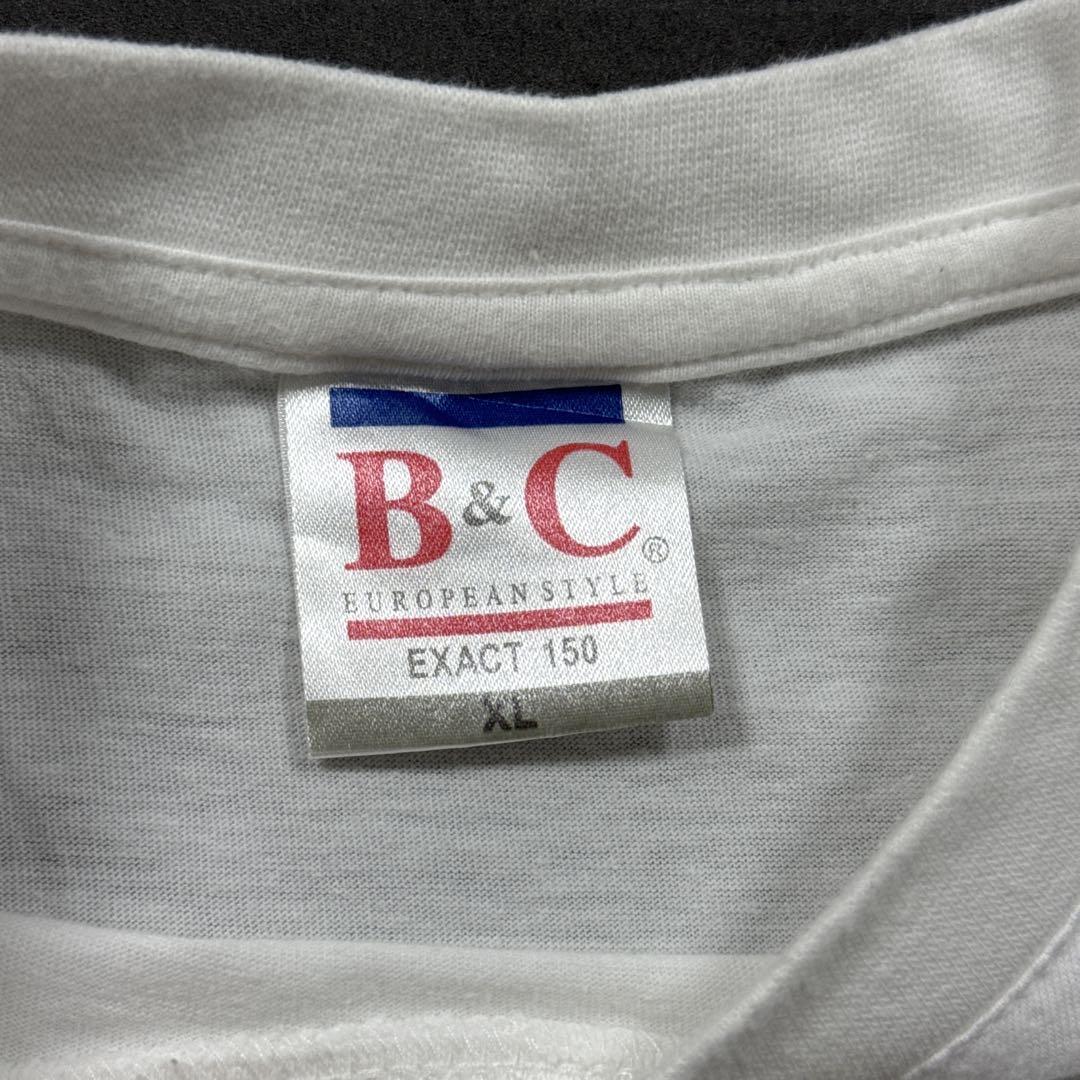 B&C®
EUROPEAN STYLE
EXACT 150
XL